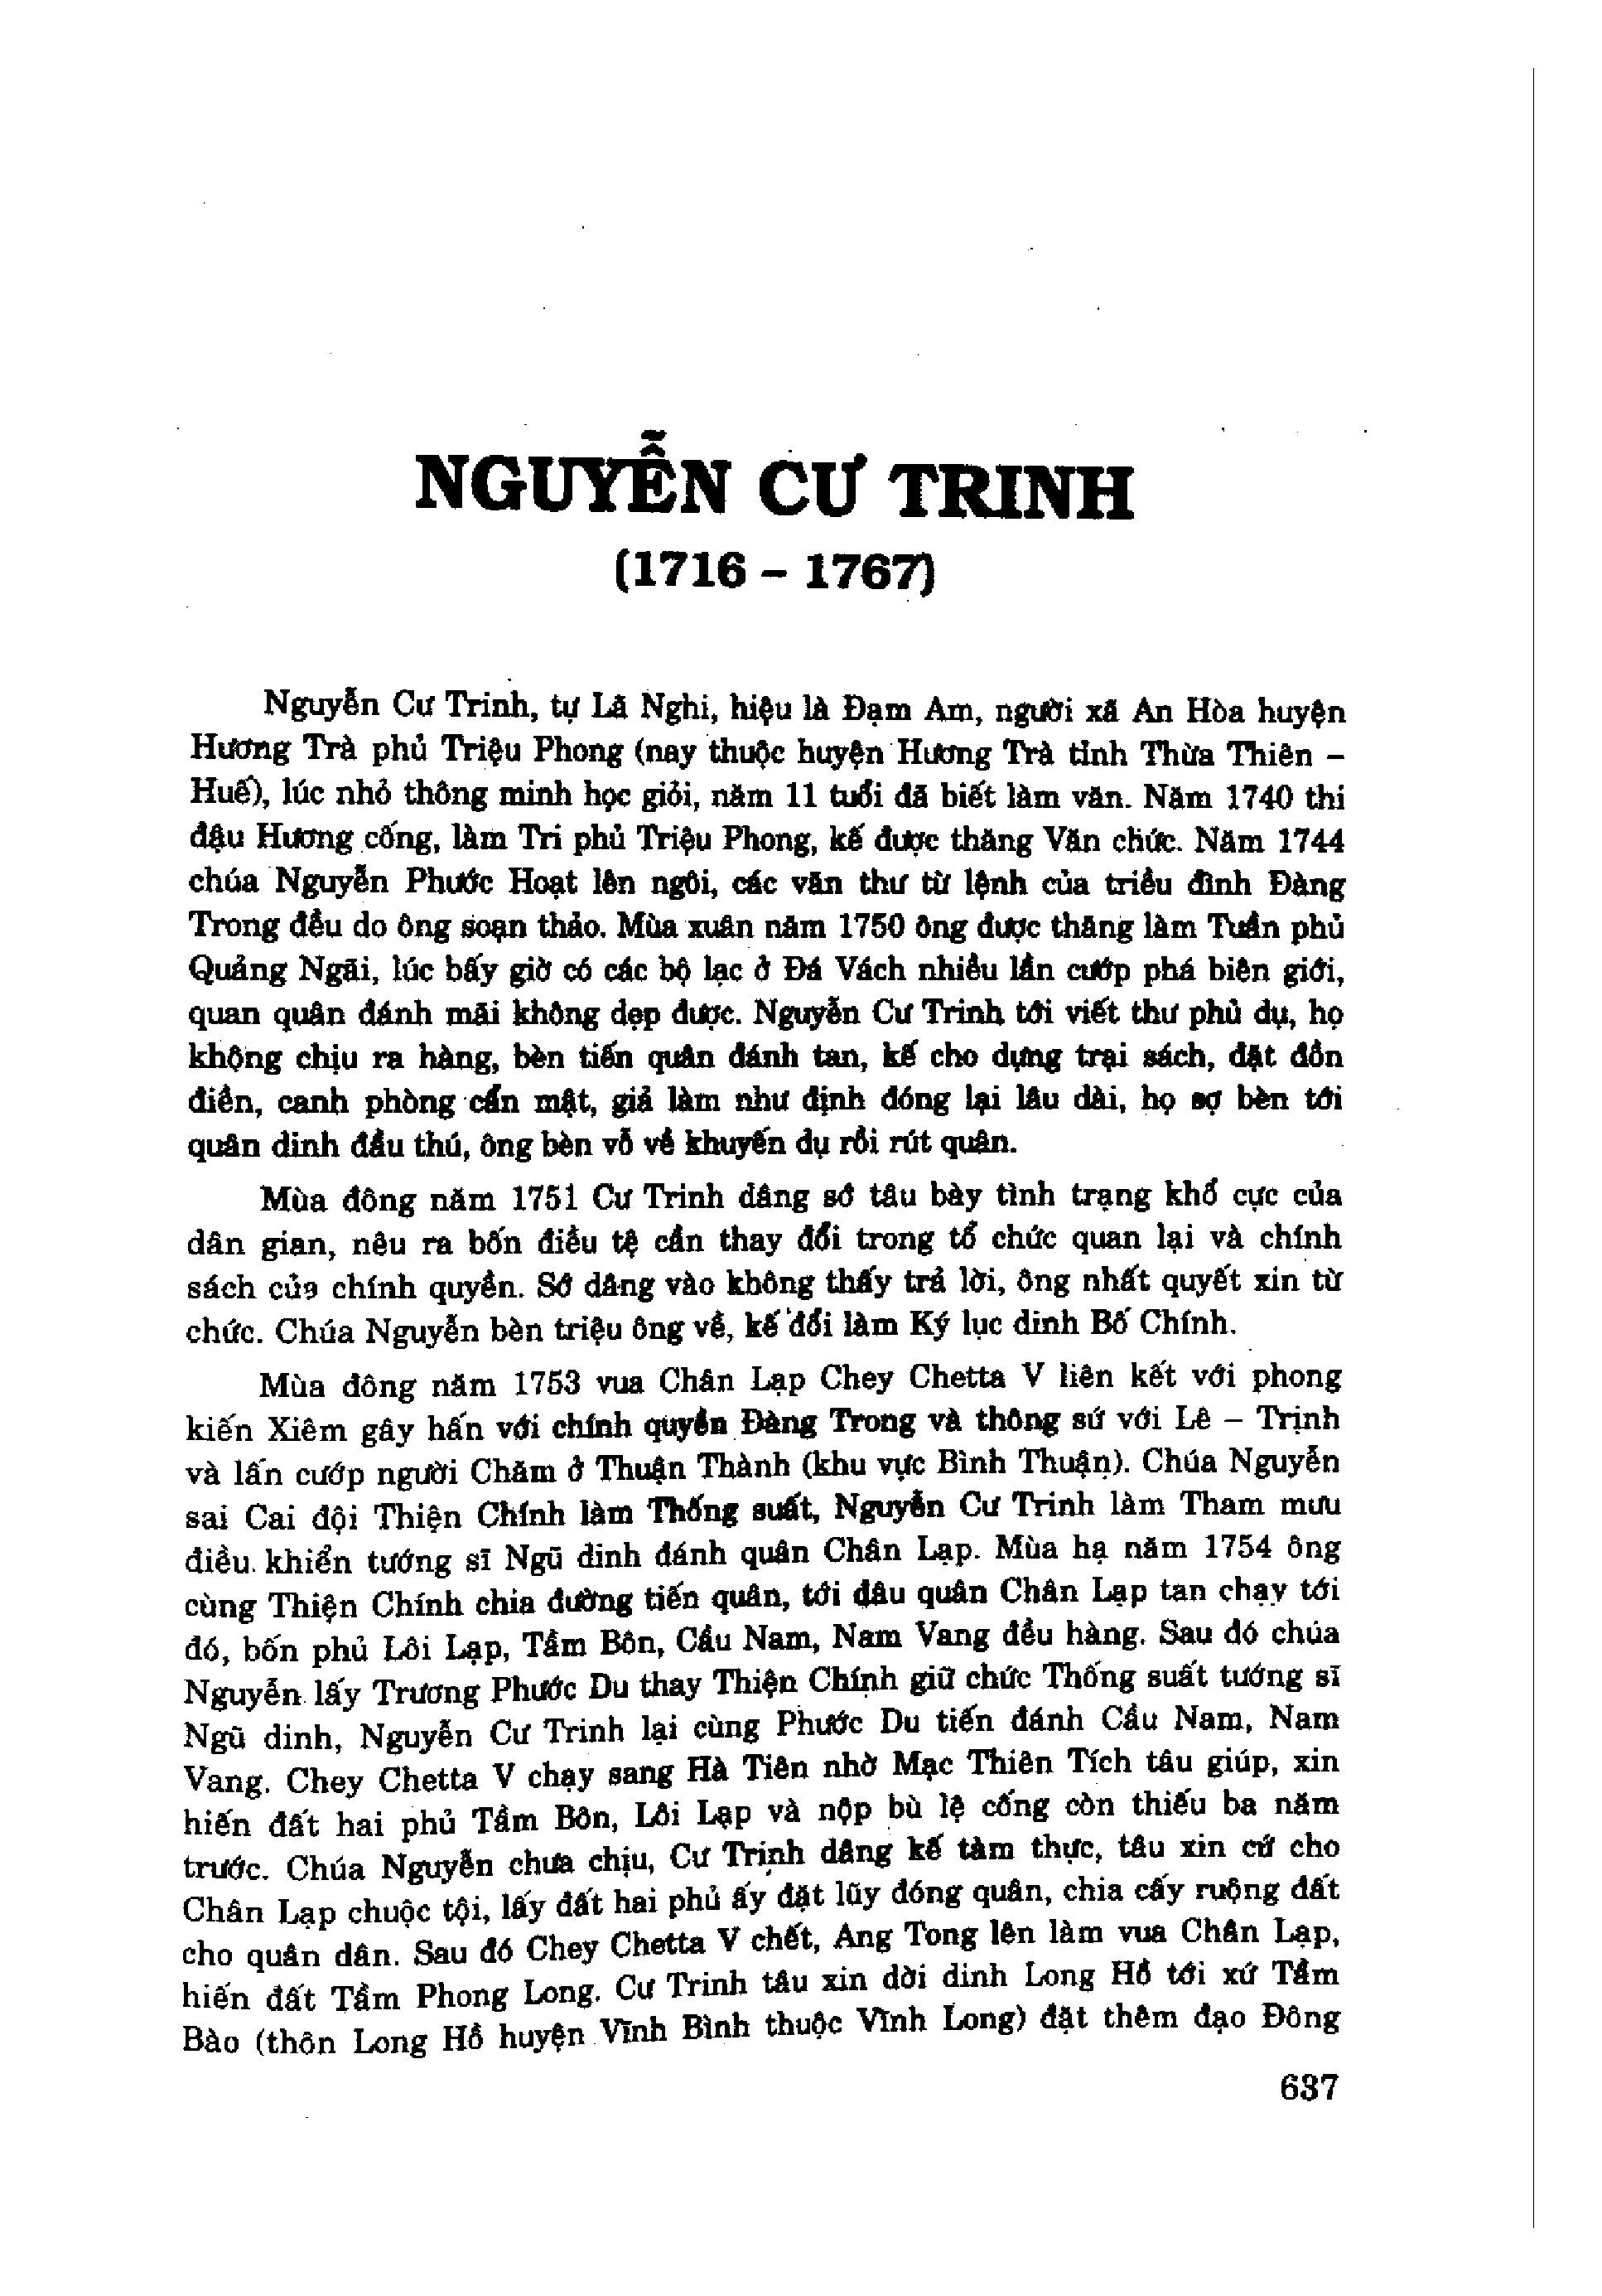 NGUYỄN CƯ TRINH
(1716 – 1767)
Nguyễn Cư Trinh, tự Lã Nghi, hiệu là Đạm Am, người xã An Hòa huyện
Hương Trà phủ Triệu Phong (nay thuộc huyện Hương Trà tỉnh Thừa Thiên –
Huế), lúc nhỏ thông minh học giỏi, năm 11 tuổi đã biết làm văn. Năm 1740 thi
đậu Hương cống, làm Tri phủ Triệu Phong, kế được thăng Văn chức. Năm 1744
chúa Nguyễn Phước Hoạt lên ngôi, các văn thư từ lệnh của triều đình Đàng
Trong đều do ông soạn thảo. Mùa xuân năm 1750 ông được thăng làm Tuần phủ
Quảng Ngãi, lúc bấy giờ có các bộ lạc ở Đá Vách nhiều lần cướp phá biên giới,
quan quân đánh mãi không dẹp được. Nguyễn Cư Trinh tới viết thư phủ dụ, họ
không chịu ra hàng, bèn tiến quân đánh tan, kế cho dựng trại sách, đặt đồn
điền, canh phòng cẩn mật, giả làm như định đóng lại lâu dài, họ sợ bèn tới
quân dinh đầu thú, ông bèn vỗ về khuyến dụ rồi rút quân.
Mùa đông năm 1751 Cư Trinh dâng sớ tâu bày tình trạng khổ cực của
dân gian, nêu ra bốn điều tệ cần thay đổi trong tổ chức quan lại và chính
sách của chính quyền. Sớ dâng vào không thấy trả lời, ông nhất quyết xin từ
chức. Chúa Nguyễn bèn triệu ông về, kế đổi làm Ký lục dinh Bố Chính.
Mùa đông năm 1753 vua Chân Lạp Chey Chetta V liên kết với phong
kiến Xiêm gây hấn với chính quyền Đàng Trong và thông sứ với Lê – Trịnh
và lấn cướp người Chăm ở Thuận Thành (khu vực Bình Thuận). Chúa Nguyễn
sai Cai đội Thiện Chính làm Thống suất, Nguyễn Cư Trinh làm Tham mưu
điều khiển tướng sĩ Ngũ dinh đánh quân Chân Lạp. Mùa hạ năm 1754 ông
cùng Thiện Chính chia đường tiến quân, tới đâu quân Chân Lạp tan chạy tới
đó, bốn phủ Lôi Lạp, Tầm Bôn, Cầu Nam, Nam Vang đều hàng. Sau đó chúa
Nguyễn lấy Trương Phước Du thay Thiện Chính giữ chức Thống suất tướng sĩ
Ngũ dinh, Nguyễn Cư Trinh lại cùng Phước Du tiến đánh Cầu Nam, Nam
Vang. Chey Chetta V chạy sang Hà Tiên nhờ Mạc Thiên Tích tâu giúp, xin
hiến đất hai phủ Tầm Bôn, Lôi Lạp và nộp bù lệ cống còn thiếu ba năm
trước. Chúa Nguyễn chưa chịu, Cư Trinh dâng kế tàm thực, tâu xin cứ cho
Chân Lạp chuộc tội, lấy đất hai phủ ấy đặt lũy đóng quân, chia cấy ruộng đất
cho quân dân. Sau đó Chey Chetta V chết, Ang Tong lên làm vua Chân Lạp,
hiến đất Tầm Phong Long. Cư Trinh tâu xin dời dinh Long Hồ tới xứ Tầm
Bào (thôn Long Hồ huyện Vĩnh Bình thuộc Vĩnh Long) đặt thêm đạo Đông
637